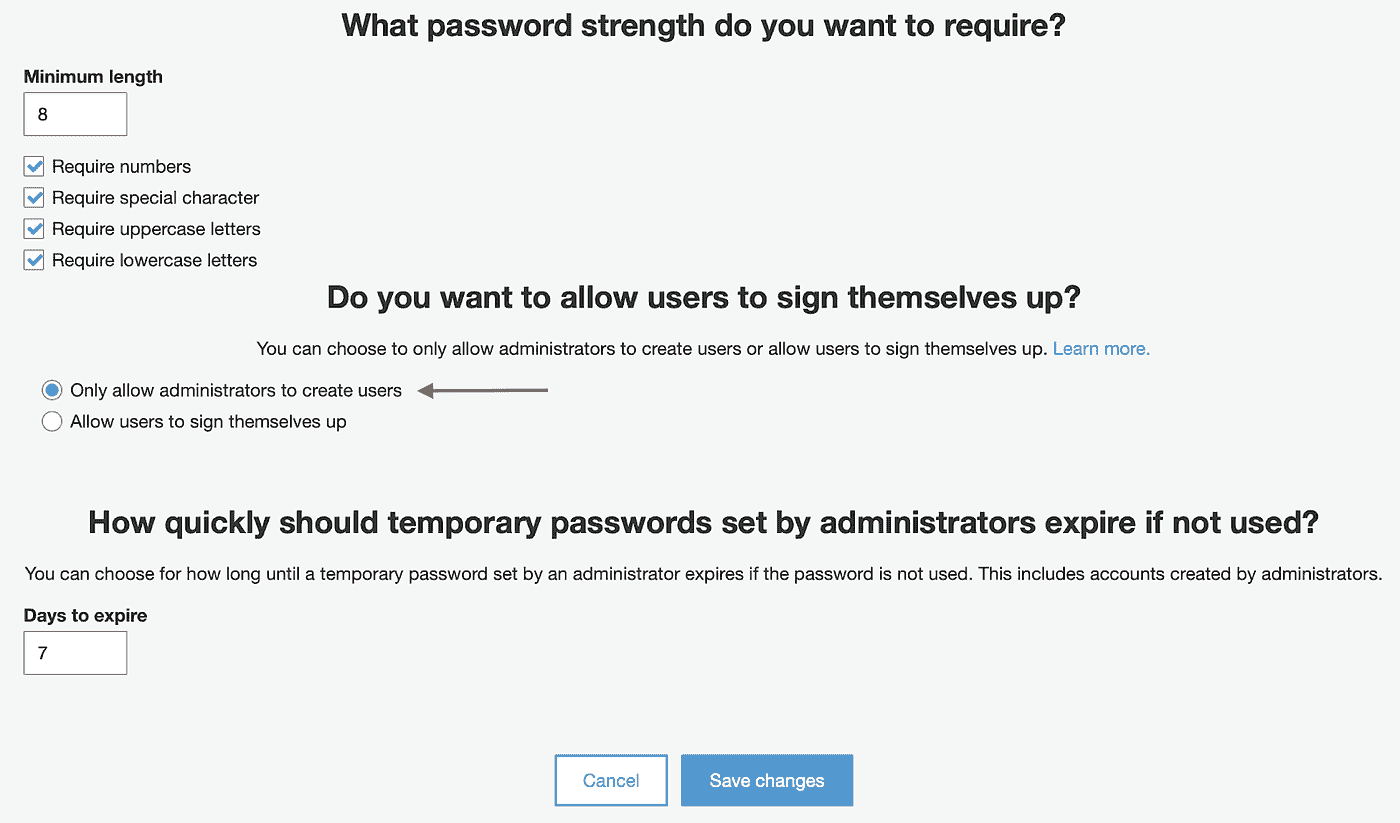 What password strength do you want to require?
Minimum length
8
Require numbers
Require special character
Require uppercase letters
Require lowercase letters
Do you want to allow users to sign themselves up?
You can choose to only allow administrators to create users or allow users to sign themselves up. Learn more.
Only allow administrators to create users
Allow users to sign themselves up
How quickly should temporary passwords set by administrators expire if not used?
You can choose for how long until a temporary password set by an administrator expires if the password is not used. This includes accounts created by administrators.
Days to expire
7
Cancel
Save changes